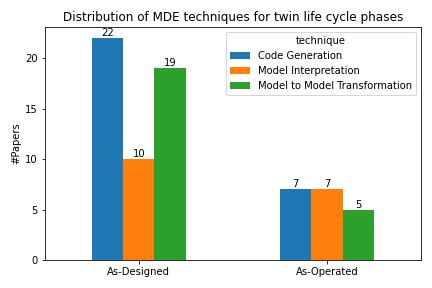 Distribution of MDE techniques for twin life cycle phases
technique
Code Generation
Model Interpretation
Model to Model Transformation
#Papers
20
15
10
5
0
22
10
19
7
7
5
As-Designed
As-Operated